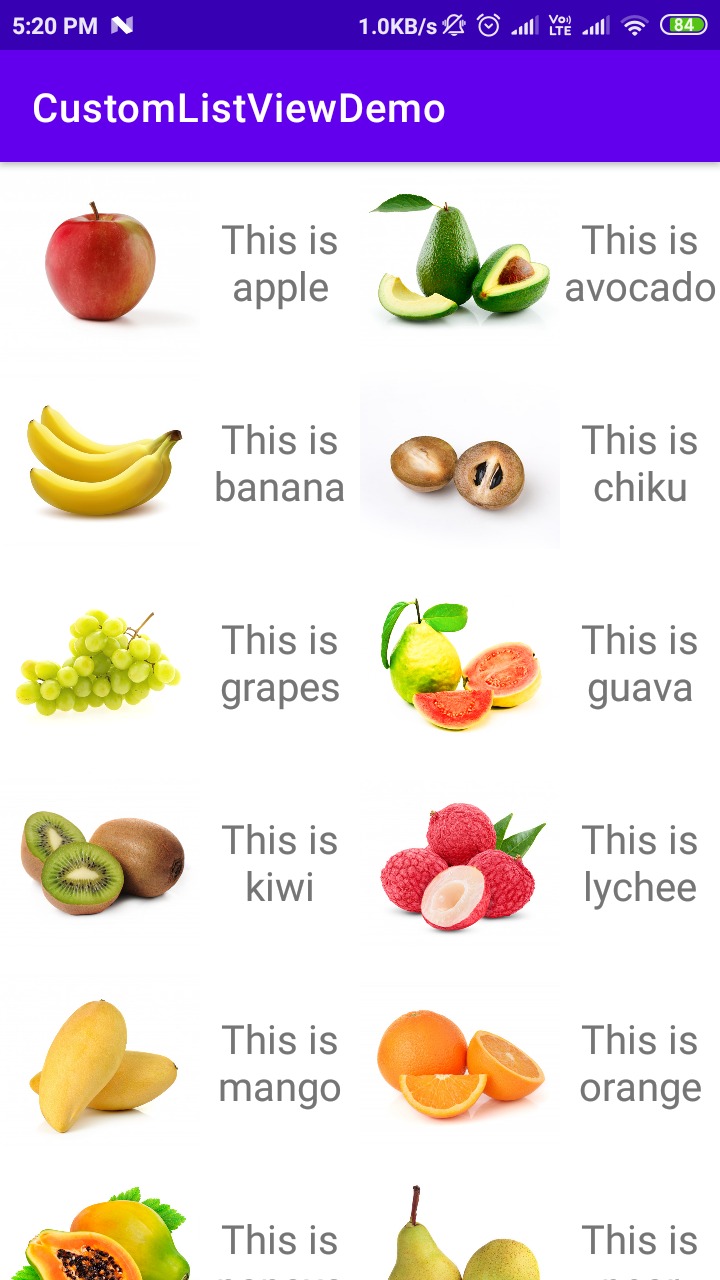 5:20 PM 1.0KB/s Vo)) LTE 84
CustomListViewDemo
This is
apple
This is
avocado
This is
banana
This is
chiku
This is
grapes
This is
guava
This is
kiwi
This is
lychee
This is
mango
This is
orange
This is
This is